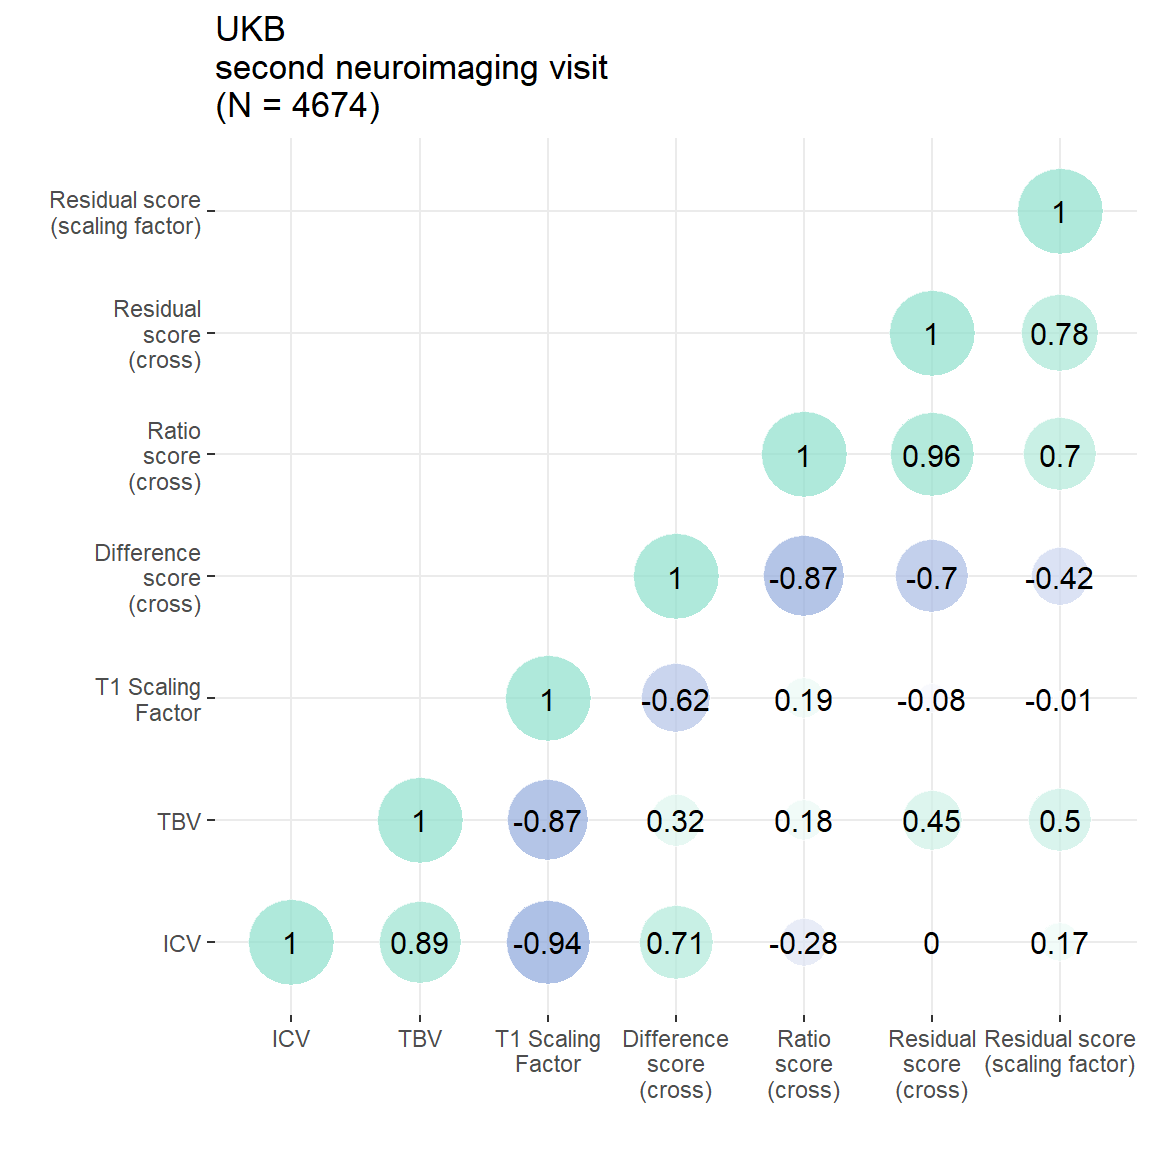 UKB
second neuroimaging visit
(N = 4674)
Residual score
(scaling factor)
1
Residual
score
(cross)
1
0.78
Ratio
score
(cross)
1
0.96
0.7
Difference
score
(cross)
1
-0.87
-0.7
-0.42
T1 Scaling
Factor
1
-0.62
0.19
-0.08
-0.01
TBV
1
-0.87
0.32
0.18
0.45
0.5
ICV
1
0.89
-0.94
0.71
-0.28
0
0.17
ICV
TBV
T1 Scaling
Factor
Difference
score
(cross)
Ratio
score
(cross)
Residual
score
(cross)
Residual score
(scaling factor)